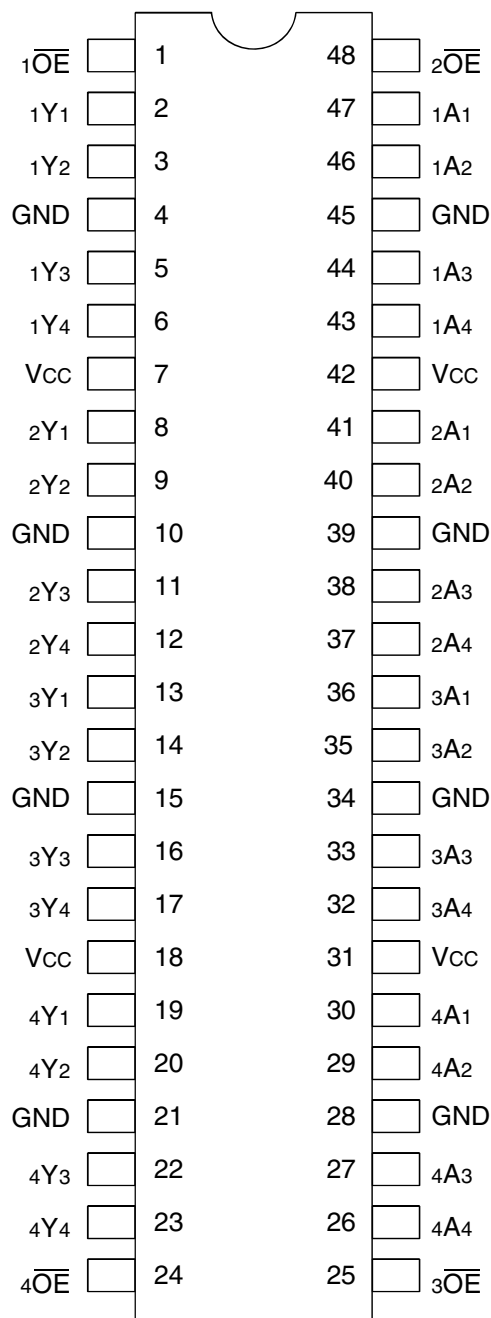 1O̅E̅ 1 48 2O̅E̅
1Y1 2 47 1A1
1Y2 3 46 1A2
GND 4 45 GND
1Y3 5 44 1A3
1Y4 6 43 1A4
VCC 7 42 VCC
2Y1 8 41 2A1
2Y2 9 40 2A2
GND 10 39 GND
2Y3 11 38 2A3
2Y4 12 37 2A4
3Y1 13 36 3A1
3Y2 14 35 3A2
GND 15 34 GND
3Y3 16 33 3A3
3Y4 17 32 3A4
VCC 18 31 VCC
4Y1 19 30 4A1
4Y2 20 29 4A2
GND 21 28 GND
4Y3 22 27 4A3
4Y4 23 26 4A4
4O̅E̅ 24 25 3O̅E̅